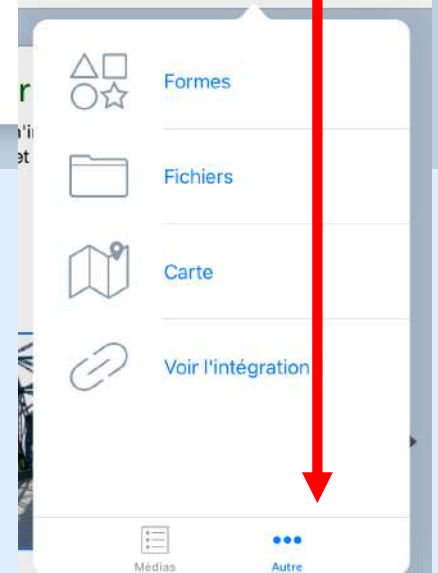 Formes
Fichiers
Carte
Voir l'intégration
Médias
Autre